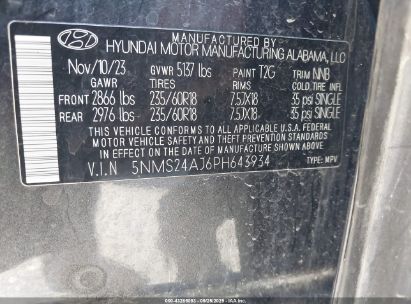 MANUFACTURED BY
HYUNDAI MOTOR MANUFACTURING ALABAMA, LLC
Nov/10/23 GVWR 5137 lbs PAINT T2G TRIM NNB
GAWR TIRES RIMS COLD TIRE INFL
FRONT 2866 lbs 235/60R18 7.5JX18 35 psi SINGLE
REAR 2976 lbs 235/60R18 7.5JX18 35 psi SINGLE
THIS VEHICLE CONFORMS TO ALL APPLICABLE FEDERAL MOTOR VEHICLE
SAFETY AND THEFT PREVENTION STANDARDS IN EFFECT ON THE DATE OF
MANUFACTURE SHOWN ABOVE.
V.I.N 5NMS24AJ6PH643934 TYPE: MPV